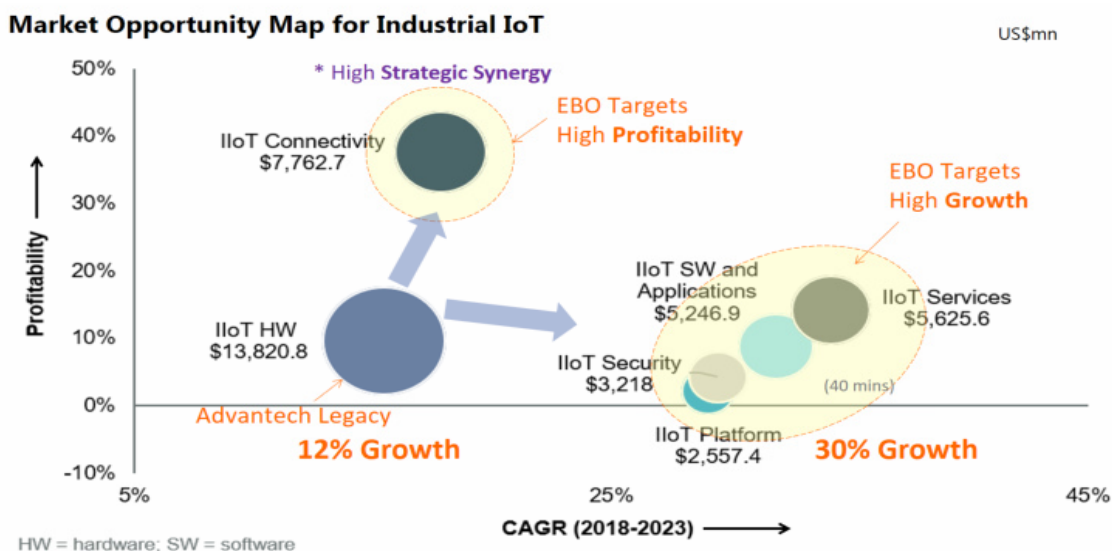 Market Opportunity Map for Industrial IoT
US$mn
50%
* High Strategic Synergy
EBO Targets
High Profitability
40%
IIoT Connectivity
$7,762.7
30%
EBO Targets
High Growth
20%
IIoT SW and
Applications
$5,246.9
IIoT Services
$5,625.6
Profitability
IIoT HW
$13,820.8
10%
IIoT Security
$3,218
(40 mins)
0%
Advantech Legacy
IIoT Platform
$2,557.4
12% Growth
30% Growth
-10%
5%
25%
45%
CAGR (2018-2023)
HW = hardware; SW = software